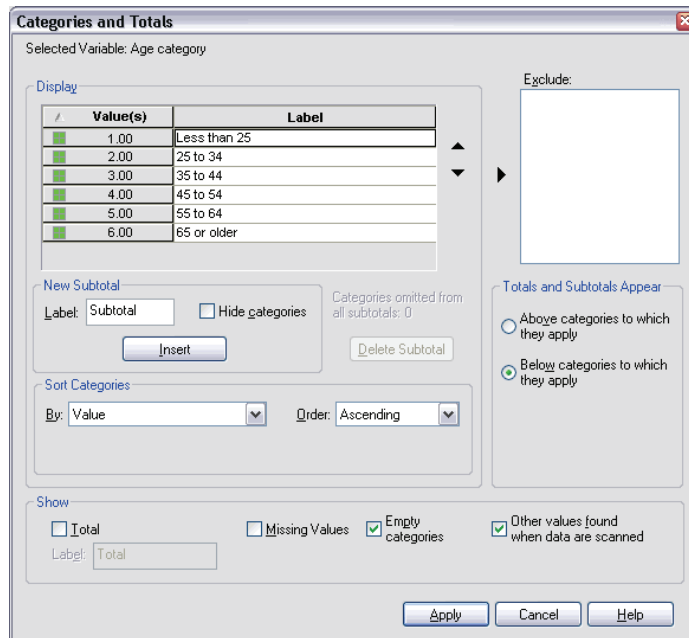 Categories and Totals
Selected Variable: Age category
Display
Value(s) Label
1.00 Less than 25
2.00 25 to 34
3.00 35 to 44
4.00 45 to 54
5.00 55 to 64
6.00 65 or older
Exclude:
New Subtotal
Label: Subtotal Hide categories
Insert
Categories omitted from
all subtotals: 0
Delete Subtotal
Sort Categories
By: Value Order: Ascending
Totals and Subtotals Appear
Above categories to which
they apply
Below categories to which
they apply
Show
Total
Label: Total
Missing Values
Empty
categories
Other values found
when data are scanned
Apply Cancel Help